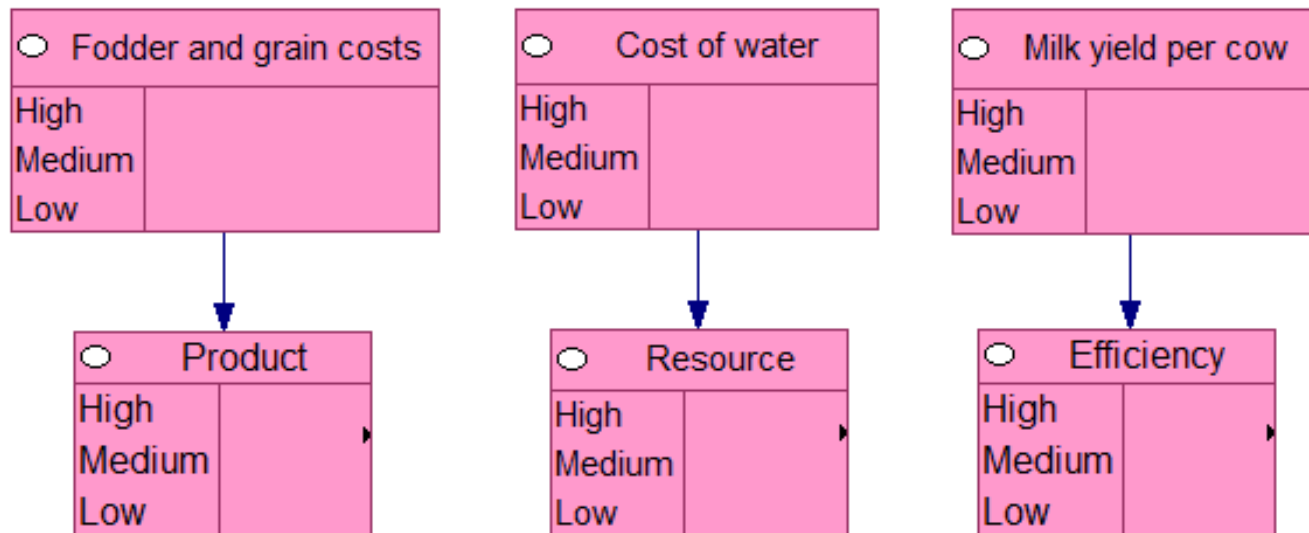 Fodder and grain costs
High
Medium
Low
Cost of water
High
Medium
Low
Milk yield per cow
High
Medium
Low
Product
High
Medium
Low
Resource
High
Medium
Low
Efficiency
High
Medium
Low